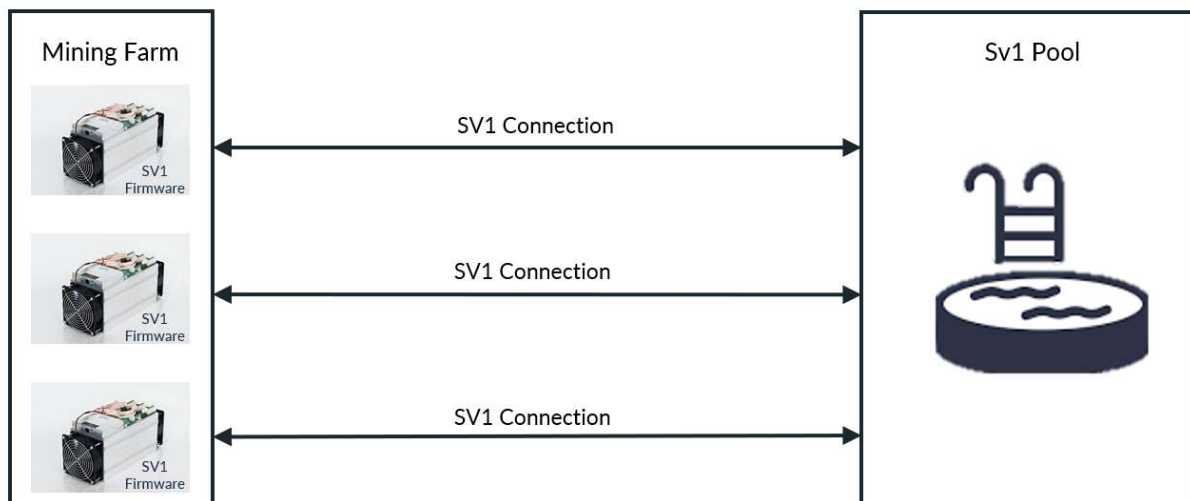 Mining Farm
Sv1 Pool
SV1 Connection
SV1
Firmware
SV1 Connection
SV1
Firmware
SV1 Connection
SV1
Firmware